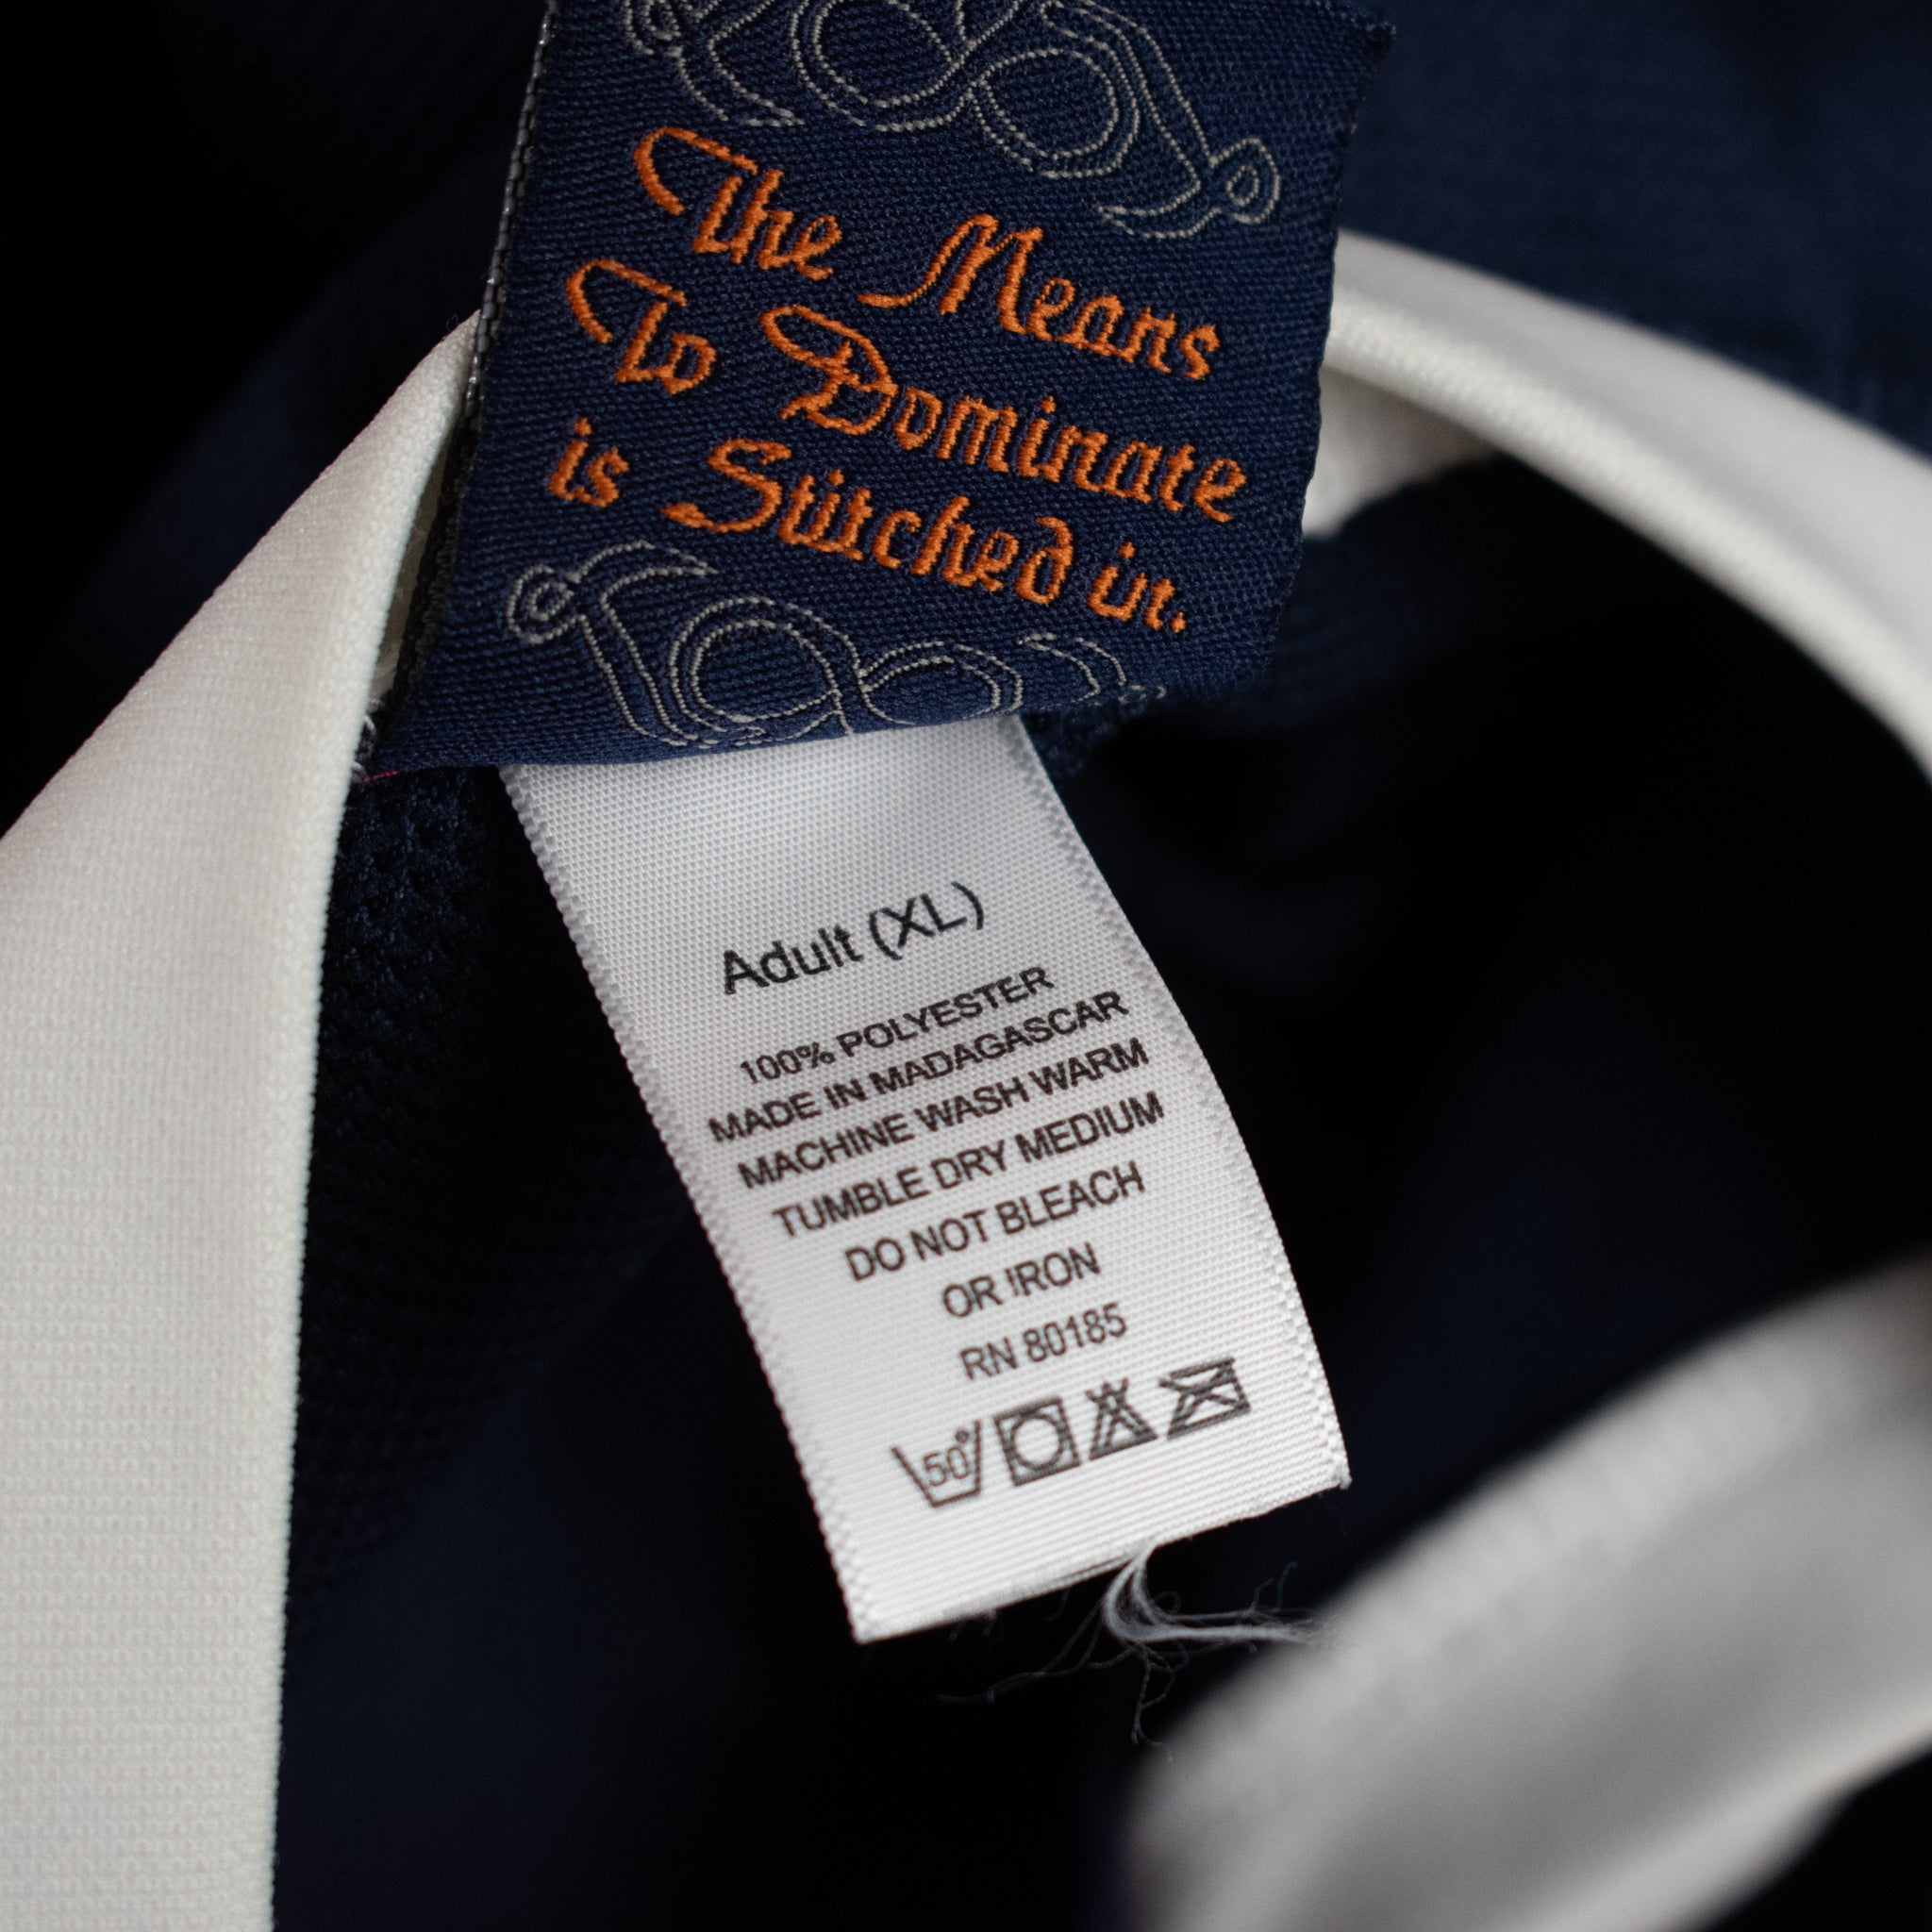 The Means
To Dominate
is Stitched in.
Adult (XL)
100% POLYESTER
MADE IN MADAGASCAR
MACHINE WASH WARM
TUMBLE DRY MEDIUM
DO NOT BLEACH
OR IRON
RN 80185
50°